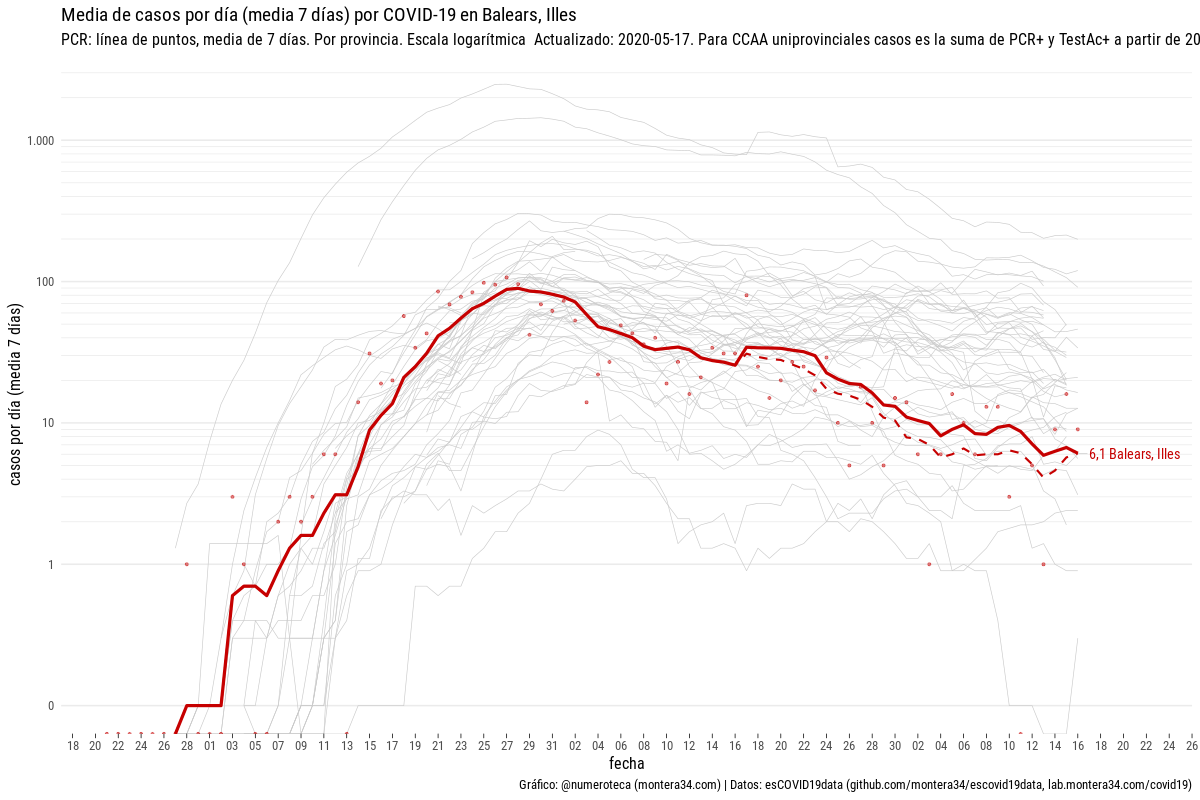 Media de casos por día (media 7 días) por COVID-19 en Balears, Illes
PCR: línea de puntos, media de 7 días. Por provincia. Escala logarítmica  Actualizado: 2020-05-17. Para CCAA uniprovinciales casos es la suma de PCR+ y TestAc+ a partir de 20
casos por día (media 7 días)
1.000
100
10
1
0
6,1 Balears, Illes
18 20 22 24 26 28 01 03 05 07 09 11 13 15 17 19 21 23 25 27 29 31 02 04 06 08 10 12 14 16 18 20 22 24 26 28 30 02 04 06 08 10 12 14 16 18 20 22 24 26
fecha
Gráfico: @numeroteca (montera34.com) | Datos: esCOVID19data (github.com/montera34/escovid19data, lab.montera34.com/covid19)